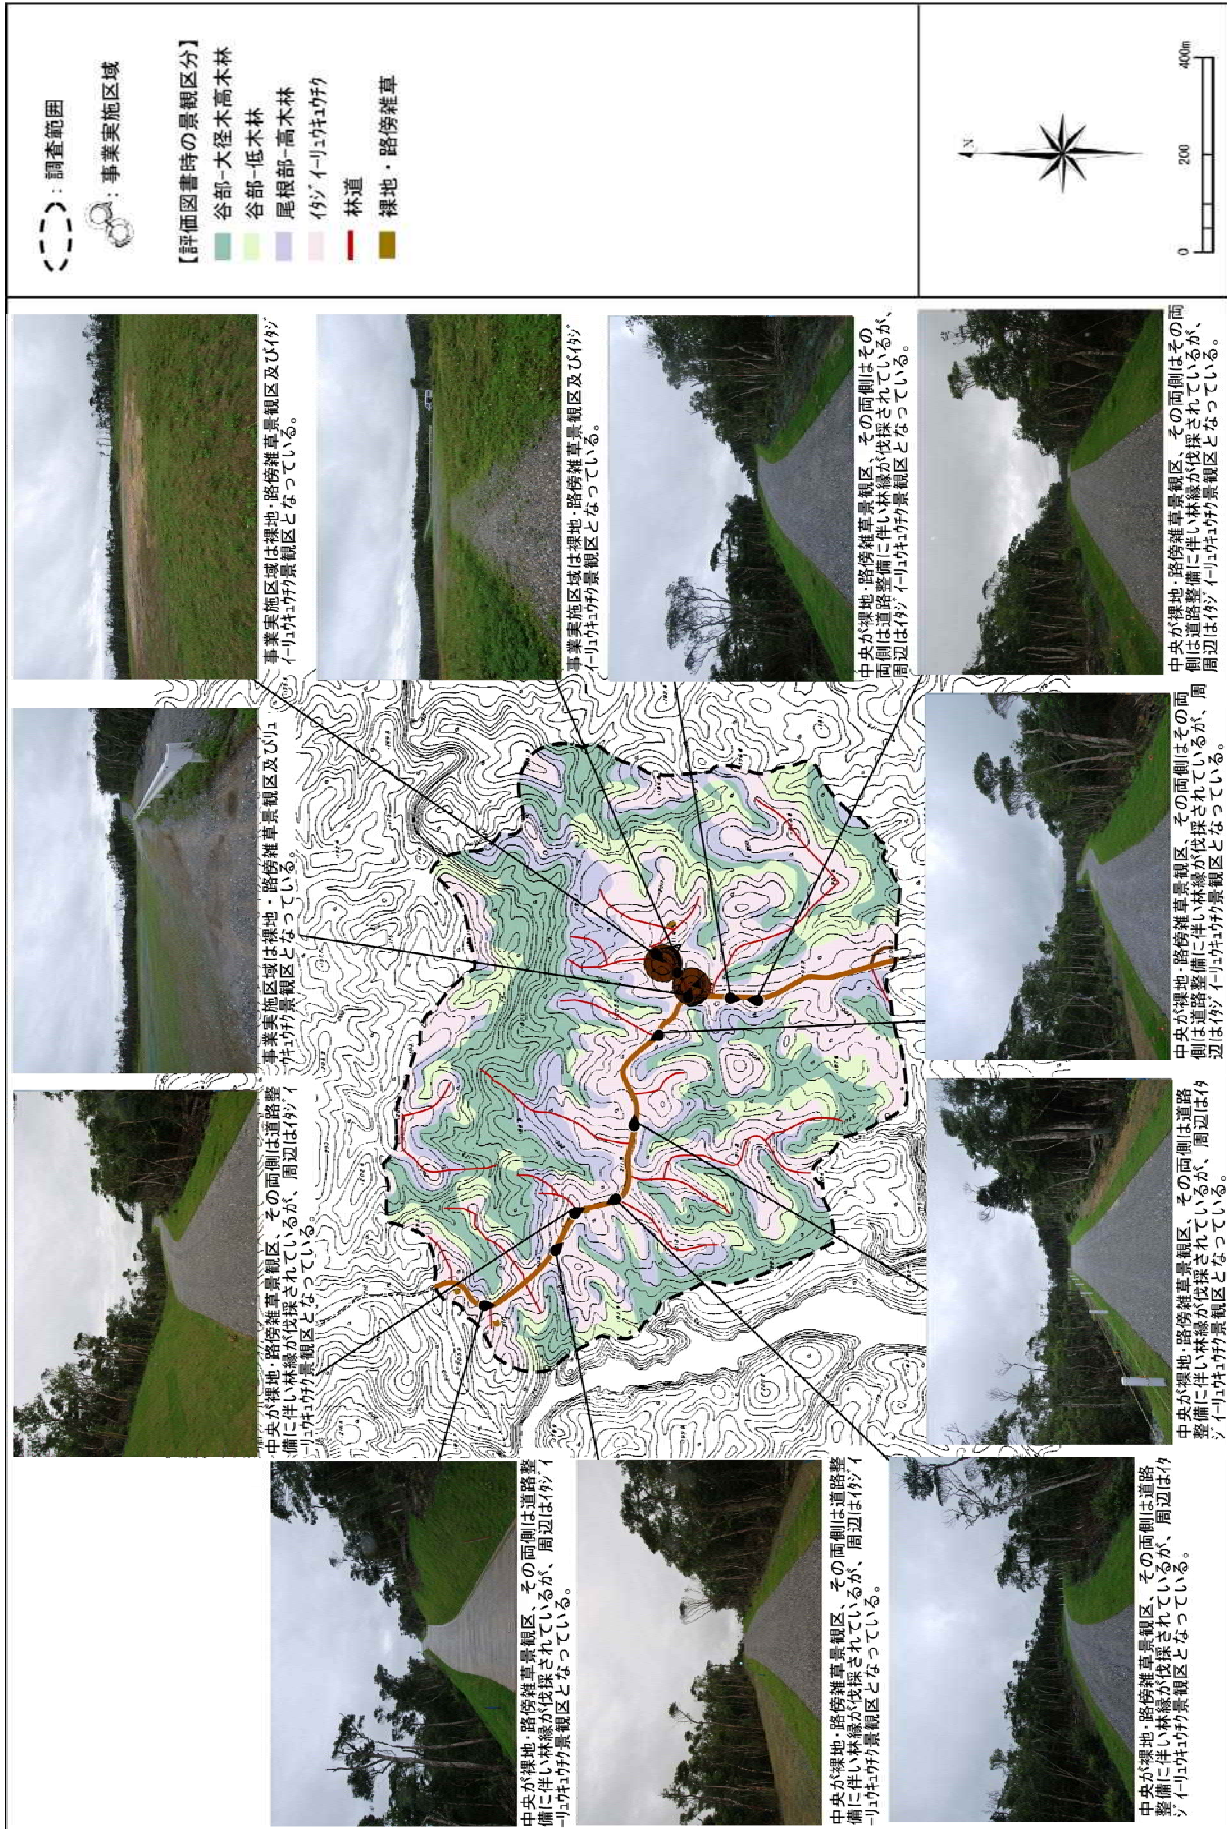 ：調査範囲
：事業実施区域
【評価図書時の景観区分】
谷部-大径木高木林
谷部-低木林
尾根部-高木林
ｲﾀｼﾞｲ-ﾘｭｳｷｭｳﾁｸ
林道
裸地・路傍雑草
N
0
200
400m
中央が裸地・路傍雑草景観区、その両側は道路整
備に伴い林縁が伐採されているが、周辺はｲﾀｼﾞｲ
-ﾘｭｳｷｭｳﾁｸ景観区となっている。
事業実施区域は裸地・路傍雑草景観区及びﾘｭ
ｳｷｭｳﾁｸ景観区となっている。
事業実施区域は裸地・路傍雑草景観区及びｲﾀｼﾞ
ｲ-ﾘｭｳｷｭｳﾁｸ景観区となっている。
事業実施区域は裸地・路傍雑草景観区及びｲﾀｼﾞ
ｲ-ﾘｭｳｷｭｳﾁｸ景観区となっている。
中央が裸地・路傍雑草景観区、その両側はその
両側は道路整備に伴い林縁が伐採されているが、
周辺はｲﾀｼﾞｲ-ﾘｭｳｷｭｳﾁｸ景観区となっている。
中央が裸地・路傍雑草景観区、その両側はその両
側は道路整備に伴い林縁が伐採されているが、
周辺はｲﾀｼﾞｲ-ﾘｭｳｷｭｳﾁｸ景観区となっている。
中央が裸地・路傍雑草景観区、その両側はその両
側は道路整備に伴い林縁が伐採されているが、周
辺はｲﾀｼﾞｲ-ﾘｭｳｷｭｳﾁｸ景観区となっている。
中央が裸地・路傍雑草景観区、その両側は道路
整備に伴い林縁が伐採されているが、周辺はｲﾀ
ｼﾞｲ-ﾘｭｳｷｭｳﾁｸ景観区となっている。
中央が裸地・路傍雑草景観区、その両側は道路整
備に伴い林縁が伐採されているが、周辺はｲﾀｼﾞｲ
-ﾘｭｳｷｭｳﾁｸ景観区となっている。
中央が裸地・路傍雑草景観区、その両側は道路整
備に伴い林縁が伐採されているが、周辺はｲﾀｼﾞｲ
-ﾘｭｳｷｭｳﾁｸ景観区となっている。
中央が裸地・路傍雑草景観区、その両側は道路
整備に伴い林縁が伐採されているが、周辺はｲﾀ
ｼﾞｲ-ﾘｭｳｷｭｳﾁｸ景観区となっている。